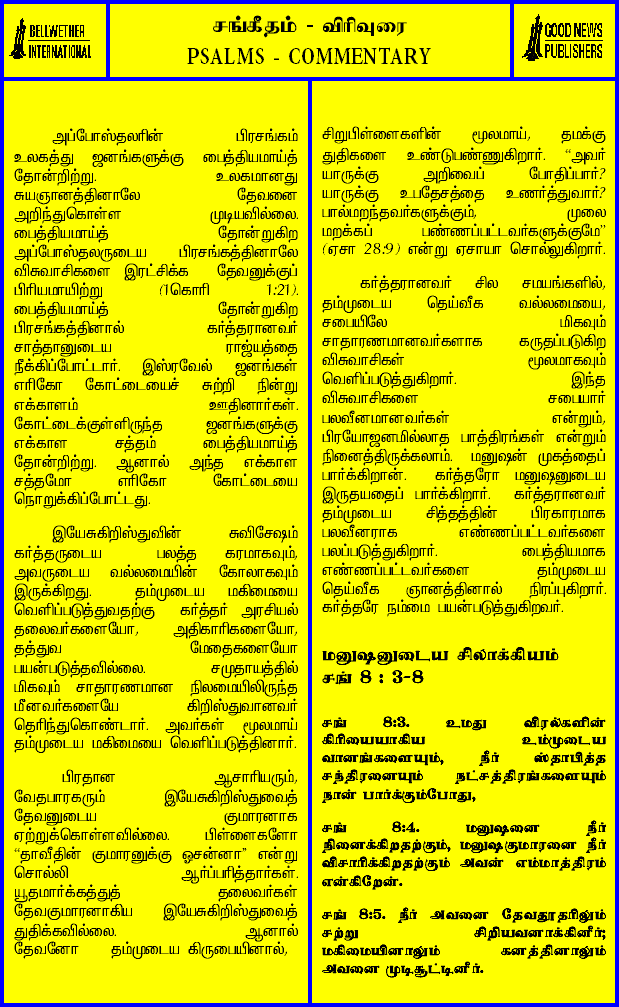 BELLWETHER
INTERNATIONAL
சங்கீதம் - விரிவுரை
PSALMS - COMMENTARY
GOOD NEWS
PUBLISHERS
அப்போஸ்தலரின் பிரசங்கம்
உலகத்து ஜனங்களுக்கு பைத்தியமாய்த்
தோன்றிற்று. உலகமானது
சுயஞானத்தினாலே தேவனை
அறிந்துகொள்ள முடியவில்லை.
பைத்தியமாய்த் தோன்றுகிற
அப்போஸ்தலருடைய பிரசங்கத்தினாலே
விசுவாசிகளை இரட்சிக்க தேவனுக்குப்
பிரியமாயிற்று (1கொரி 1:21).
பைத்தியமாய்த் தோன்றுகிற
பிரசங்கத்தினால் கர்த்தரானவர்
சாத்தானுடைய ராஜ்யத்தை
நீக்கிப்போட்டார். இஸ்ரவேல் ஜனங்கள்
எரிகோ கோட்டையைச் சுற்றி நின்று
எக்காளம் ஊதினார்கள்.
கோட்டைக்குள்ளிருந்த ஜனங்களுக்கு
எக்காள சத்தம் பைத்தியமாய்த்
தோன்றிற்று. ஆனால் அந்த எக்காள
சத்தமோ எரிகோ கோட்டையை
நொறுக்கிப்போட்டது.
இயேசுகிறிஸ்துவின் சுவிசேஷம்
கர்த்தருடைய பலத்த கரமாகவும்,
அவருடைய வல்லமையின் கோலாகவும்
இருக்கிறது. தம்முடைய மகிமையை
வெளிப்படுத்துவதற்கு கர்த்தர் அரசியல்
தலைவர்களையோ, அதிகாரிகளையோ,
தத்துவ மேதைகளையோ
பயன்படுத்தவில்லை. சமுதாயத்தில்
மிகவும் சாதாரணமான நிலமையிலிருந்த
மீனவர்களையே கிறிஸ்துவானவர்
தெரிந்துகொண்டார். அவர்கள் மூலமாய்
தம்முடைய மகிமையை வெளிப்படுத்தினார்.
பிரதான ஆசாரியரும்,
வேதபாரகரும் இயேசுகிறிஸ்துவைத்
தேவனுடைய குமாரனாக
ஏற்றுக்கொள்ளவில்லை. பிள்ளைகளோ
“தாவீதின் குமாரனுக்கு ஓசன்னா” என்று
சொல்லி ஆர்ப்பரித்தார்கள்.
யூதமார்க்கத்துத் தலைவர்கள்
தேவகுமாரனாகிய இயேசுகிறிஸ்துவைத்
துதிக்கவில்லை. ஆனால்
தேவனோ தம்முடைய கிருபையினால்,
சிறுபிள்ளைகளின் மூலமாய், தமக்கு
துதிகளை உண்டுபண்ணுகிறார். “அவர்
யாருக்கு அறிவைப் போதிப்பார்?
யாருக்கு உபதேசத்தை உணர்த்துவார்?
பால்மறந்தவர்களுக்கும், முலை
மறக்கப் பண்ணப்பட்டவர்களுக்குமே”
(ஏசா 28:9) என்று ஏசாயா சொல்லுகிறார்.
கர்த்தரானவர் சில சமயங்களில்,
தம்முடைய தெய்வீக வல்லமையை,
சபையிலே மிகவும்
சாதாரணமானவர்களாக கருதப்படுகிற
விசுவாசிகள் மூலமாகவும்
வெளிப்படுத்துகிறார். இந்த
விசுவாசிகளை சபையார்
பலவீனமானவர்கள் என்றும்,
பிரயோஜனமில்லாத பாத்திரங்கள் என்றும்
நினைத்திருக்கலாம். மனுஷன் முகத்தைப்
பார்க்கிறான். கர்த்தரோ மனுஷனுடைய
இருதயதைப் பார்க்கிறார். கர்த்தரானவர்
தம்முடைய சித்தத்தின் பிரகாரமாக
பலவீனராக எண்ணப்பட்டவர்களை
பலப்படுத்துகிறார். பைத்தியமாக
எண்ணப்பட்டவர்களை தம்முடைய
தெய்வீக ஞானத்தினால் நிரப்புகிறார்.
கர்த்தரே நம்மை பயன்படுத்துகிறவர்.
மனுஷனுடைய சிலாக்கியம்
சங் 8 : 3-8
சங் 8:3. உமது விரல்களின்
கிரியையாகிய உம்முடைய
வானங்களையும், நீர் ஸ்தாபித்த
சந்திரனையும் நட்சத்திரங்களையும்
நான் பார்க்கும்போது,
சங் 8:4. மனுஷனை நீர்
நினைக்கிறதற்கும், மனுஷகுமாரனை நீர்
விசாரிக்கிறதற்கும் அவன் எம்மாத்திரம்
என்கிறேன்.
சங் 8:5. நீர் அவனை தேவதூதரிலும்
சற்று சிறியவனாக்கினீர்;
மகிமையினாலும் கனத்தினாலும்
அவனை முடிசூட்டினீர்.